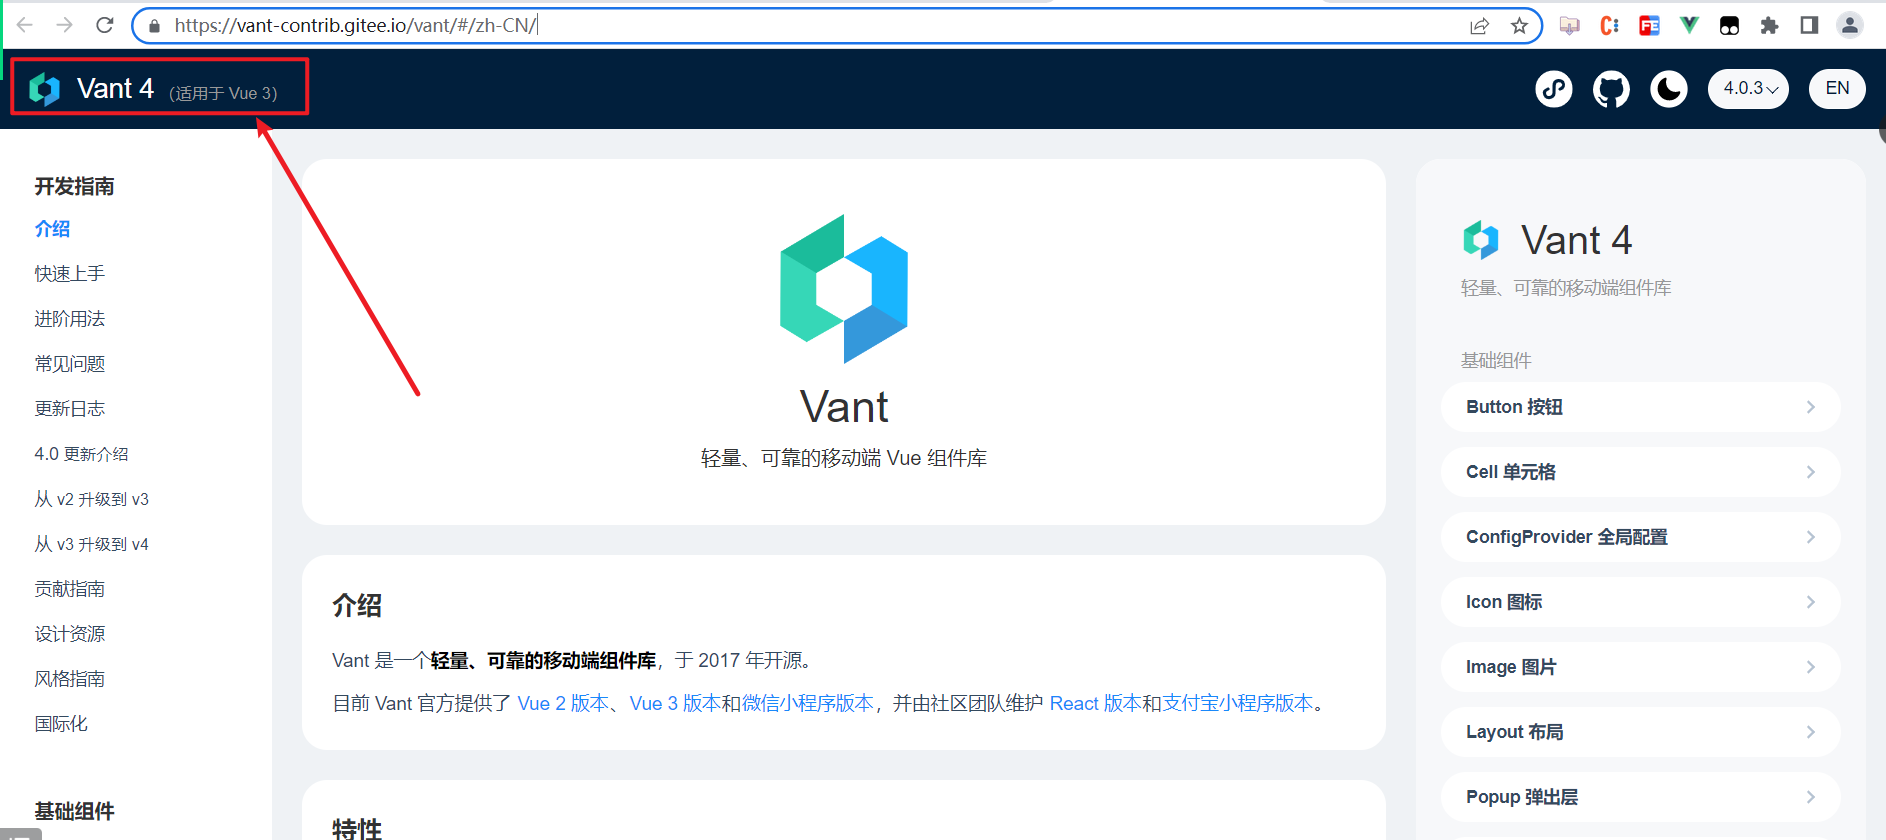 https://vant-contrib.gitee.io/vant/#/zh-CN/
Vant 4 (适用于 Vue 3)
4.0.3
EN
开发指南
介绍
快速上手
进阶用法
常见问题
更新日志
4.0 更新介绍
从 v2 升级到 v3
从 v3 升级到 v4
贡献指南
设计资源
风格指南
国际化
基础组件
Vant
轻量、可靠的移动端 Vue 组件库
介绍
Vant 是一个轻量、可靠的移动端组件库，于 2017 年开源。
目前 Vant 官方提供了 Vue 2 版本、Vue 3 版本和微信小程序版本，并由社区团队维护 React 版本和支付宝小程序版本。
特性
Vant 4
轻量、可靠的移动端组件库
基础组件
Button 按钮
Cell 单元格
ConfigProvider 全局配置
Icon 图标
Image 图片
Layout 布局
Popup 弹出层